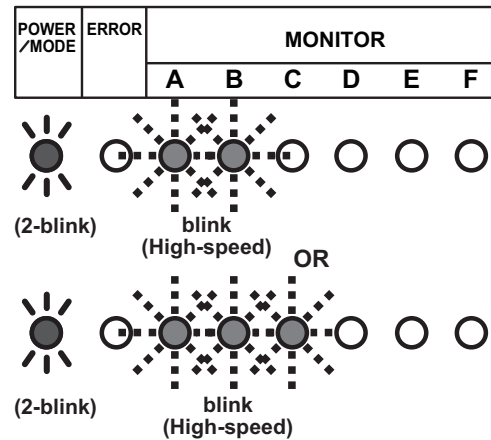 POWER ERROR MONITOR
/MODE
A B C D E F
(2-blink) blink
(High-speed)
OR
(2-blink) blink
(High-speed)